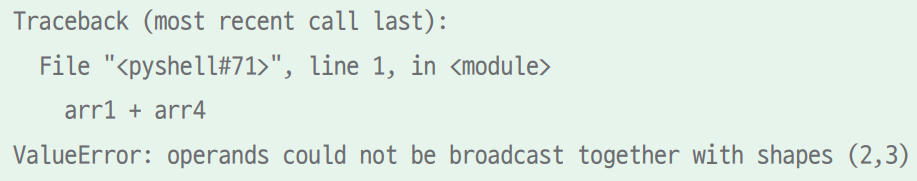 Traceback (most recent call last):
File "<pyshell#71>", line 1, in <module>
arr1 + arr4
ValueError: operands could not be broadcast together with shapes (2,3)